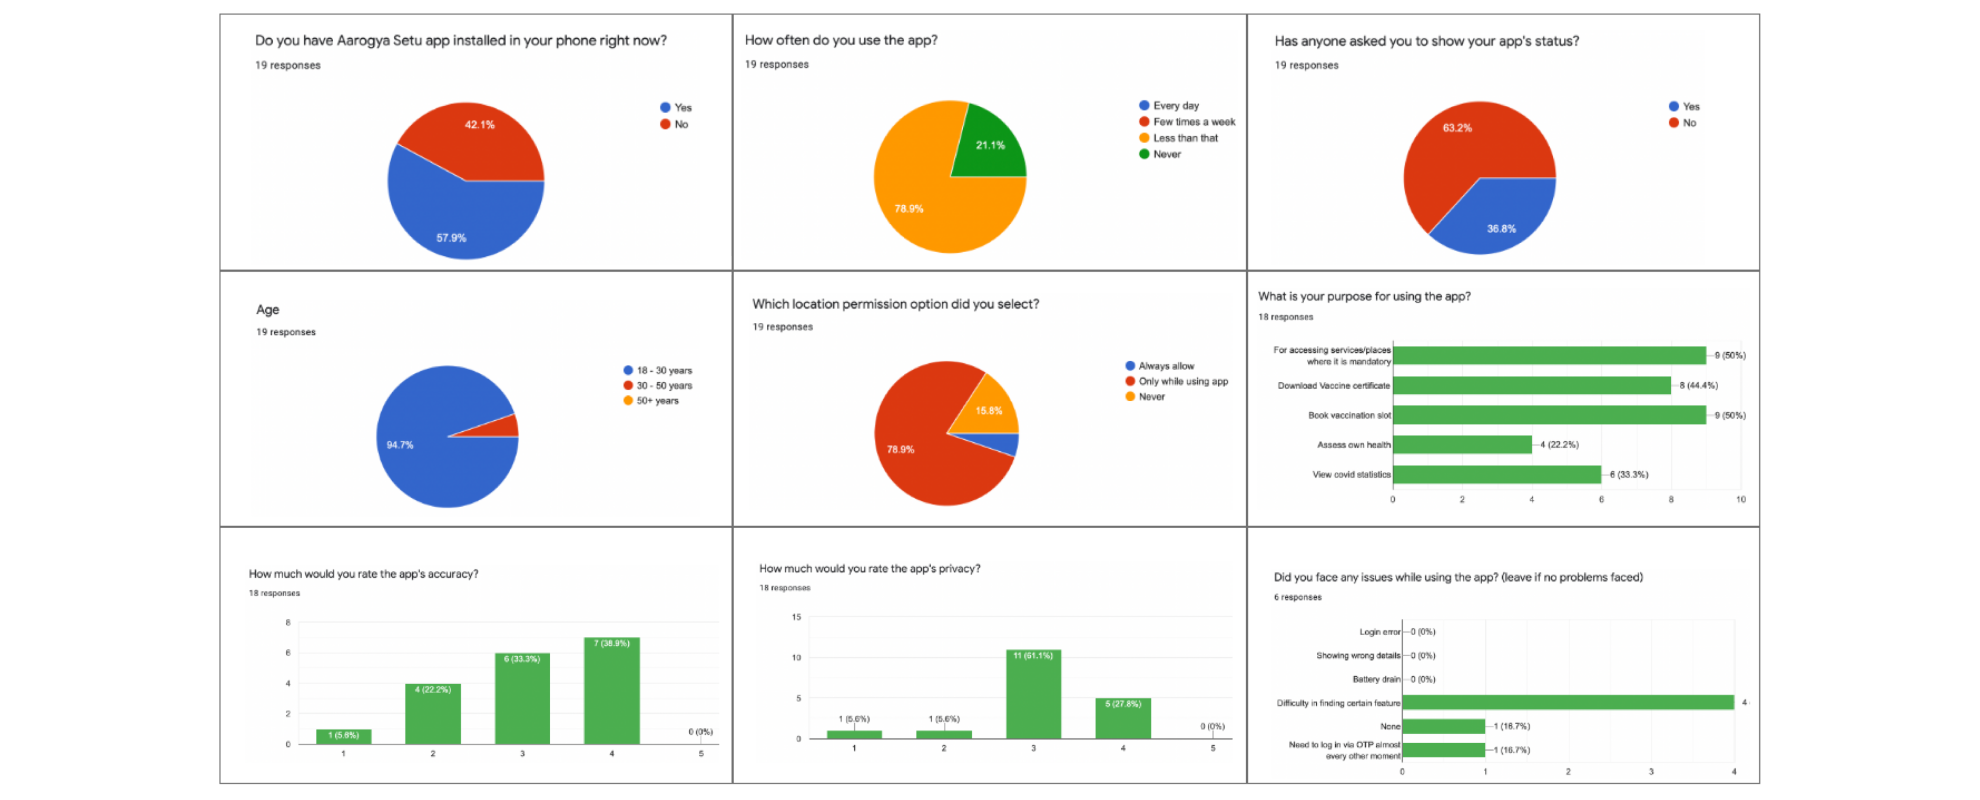 Do you have Aarogya Setu app installed in your phone right now?
19 responses
42.1%
57.9%
Yes
No
How often do you use the app?
19 responses
21.1%
78.9%
Every day
Few times a week
Less than that
Never
Has anyone asked you to show your app's status?
19 responses
63.2%
36.8%
Yes
No
Age
19 responses
94.7%
18 - 30 years
30 - 50 years
50+ years
Which location permission option did you select?
19 responses
15.8%
78.9%
Always allow
Only while using app
Never
What is your purpose for using the app?
18 responses
For accessing services/places
where it is mandatory
9 (50%)
Download Vaccine certificate
8 (44.4%)
Book vaccination slot
9 (50%)
Assess own health
4 (22.2%)
View covid statistics
6 (33.3%)
0 2 4 6 8 10
How much would you rate the app's accuracy?
18 responses
8
6
4
2
0
1 (5.6%)
4 (22.2%)
6 (33.3%)
7 (38.9%)
0 (0%)
1 2 3 4 5
How much would you rate the app's privacy?
18 responses
15
10
5
0
1 (5.6%)
1 (5.6%)
11 (61.1%)
5 (27.8%)
0 (0%)
1 2 3 4 5
Did you face any issues while using the app? (leave if no problems faced)
6 responses
Login error
0 (0%)
Showing wrong details
0 (0%)
Battery drain
0 (0%)
Difficulty in finding certain feature
4
None
1 (16.7%)
Need to log in via OTP almost
every other moment
1 (16.7%)
0 1 2 3 4